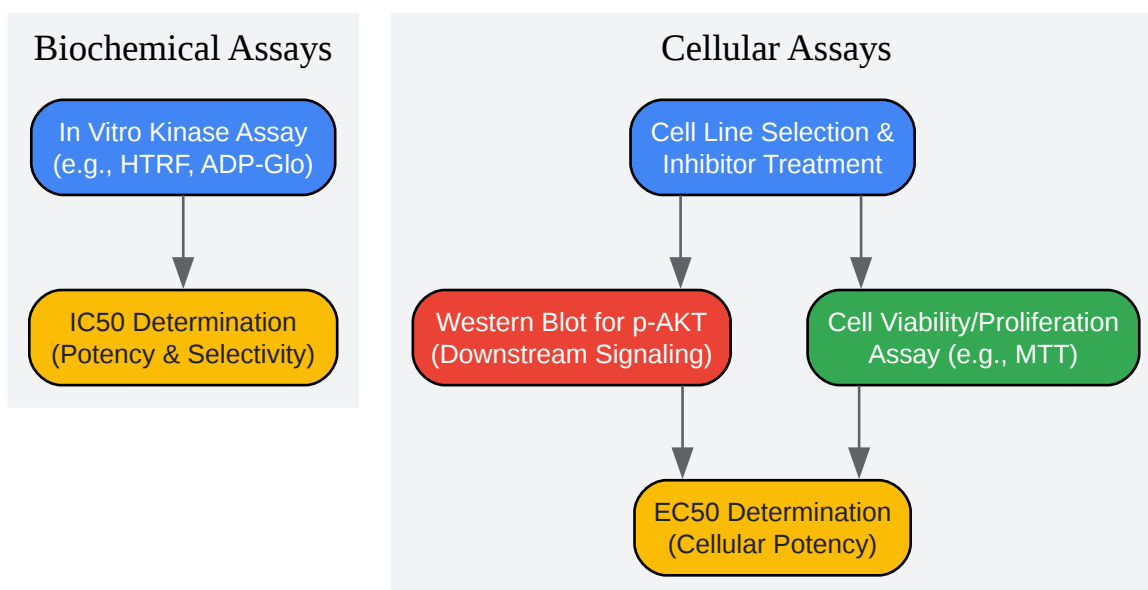 Biochemical Assays
In Vitro Kinase Assay
(e.g., HTRF, ADP-Glo)
IC50 Determination
(Potency & Selectivity)
Cellular Assays
Cell Line Selection &
Inhibitor Treatment
Western Blot for p-AKT
(Downstream Signaling)
Cell Viability/Proliferation
Assay (e.g., MTT)
EC50 Determination
(Cellular Potency)